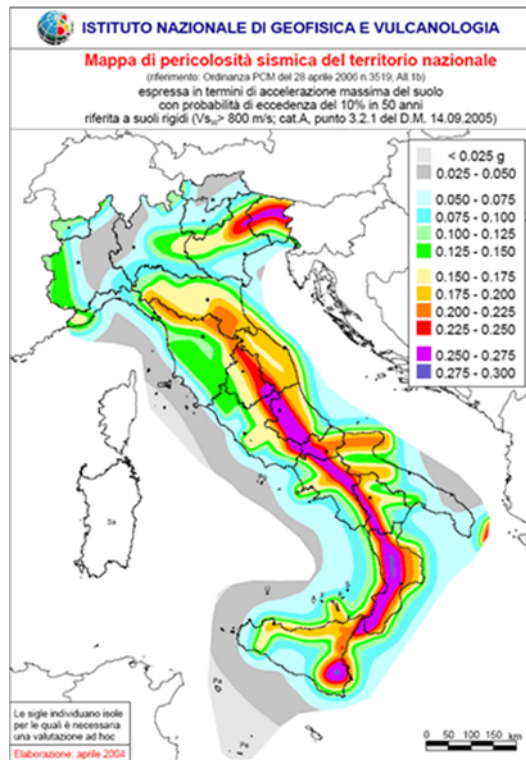 ISTITUTO NAZIONALE DI GEOFISICA E VULCANOLOGIA
Mappa di pericolosità sismica del territorio nazionale
(riferimento: Ordinanza PCM del 28 aprile 2006 n.3519, All.1b)
espressa in termini di accelerazione massima del suolo
con probabilità di eccedenza del 10% in 50 anni
riferita a suoli rigidi (Vs₃₀> 800 m/s; cat.A, punto 3.2.1 del D.M. 14.09.2005)
< 0.025 g
0.025 - 0.050
0.050 - 0.075
0.075 - 0.100
0.100 - 0.125
0.125 - 0.150
0.150 - 0.175
0.175 - 0.200
0.200 - 0.225
0.225 - 0.250
0.250 - 0.275
0.275 - 0.300
Sa
U
Pa
Pe
Le sigle individuano isole
per le quali è necessaria
una valutazione ad hoc
Elaborazione: aprile 2004
0 50 100 150
km